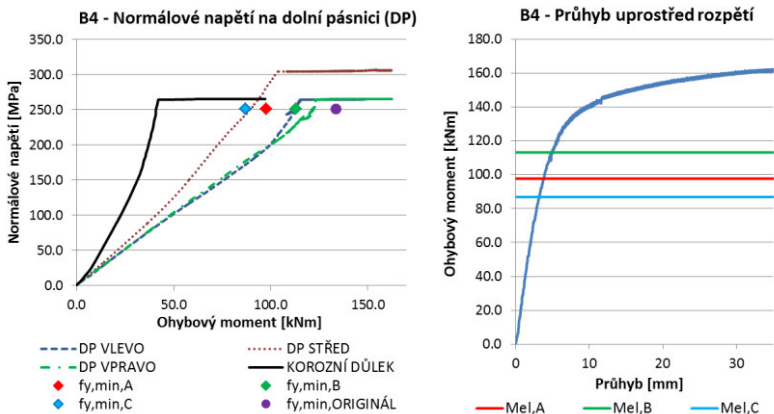 B4 - Normálové napětí na dolní pásnici (DP)
Normálové napětí [MPa]
350.0
300.0
250.0
200.0
150.0
100.0
50.0
0.0
0.0 50.0 100.0 150.0
Ohybový moment [kNm]
DP VLEVO DP STŘED
DP VPRAVO KOROZNÍ DŮLEK
fy,min,A fy,min,B
fy,min,C fy,min,ORIGINÁL
B4 - Průhyb uprostřed rozpětí
Ohybový moment [kNm]
180.0
160.0
140.0
120.0
100.0
80.0
60.0
40.0
20.0
0.0
0 10 20 30
Průhyb [mm]
Mel,A Mel,B Mel,C